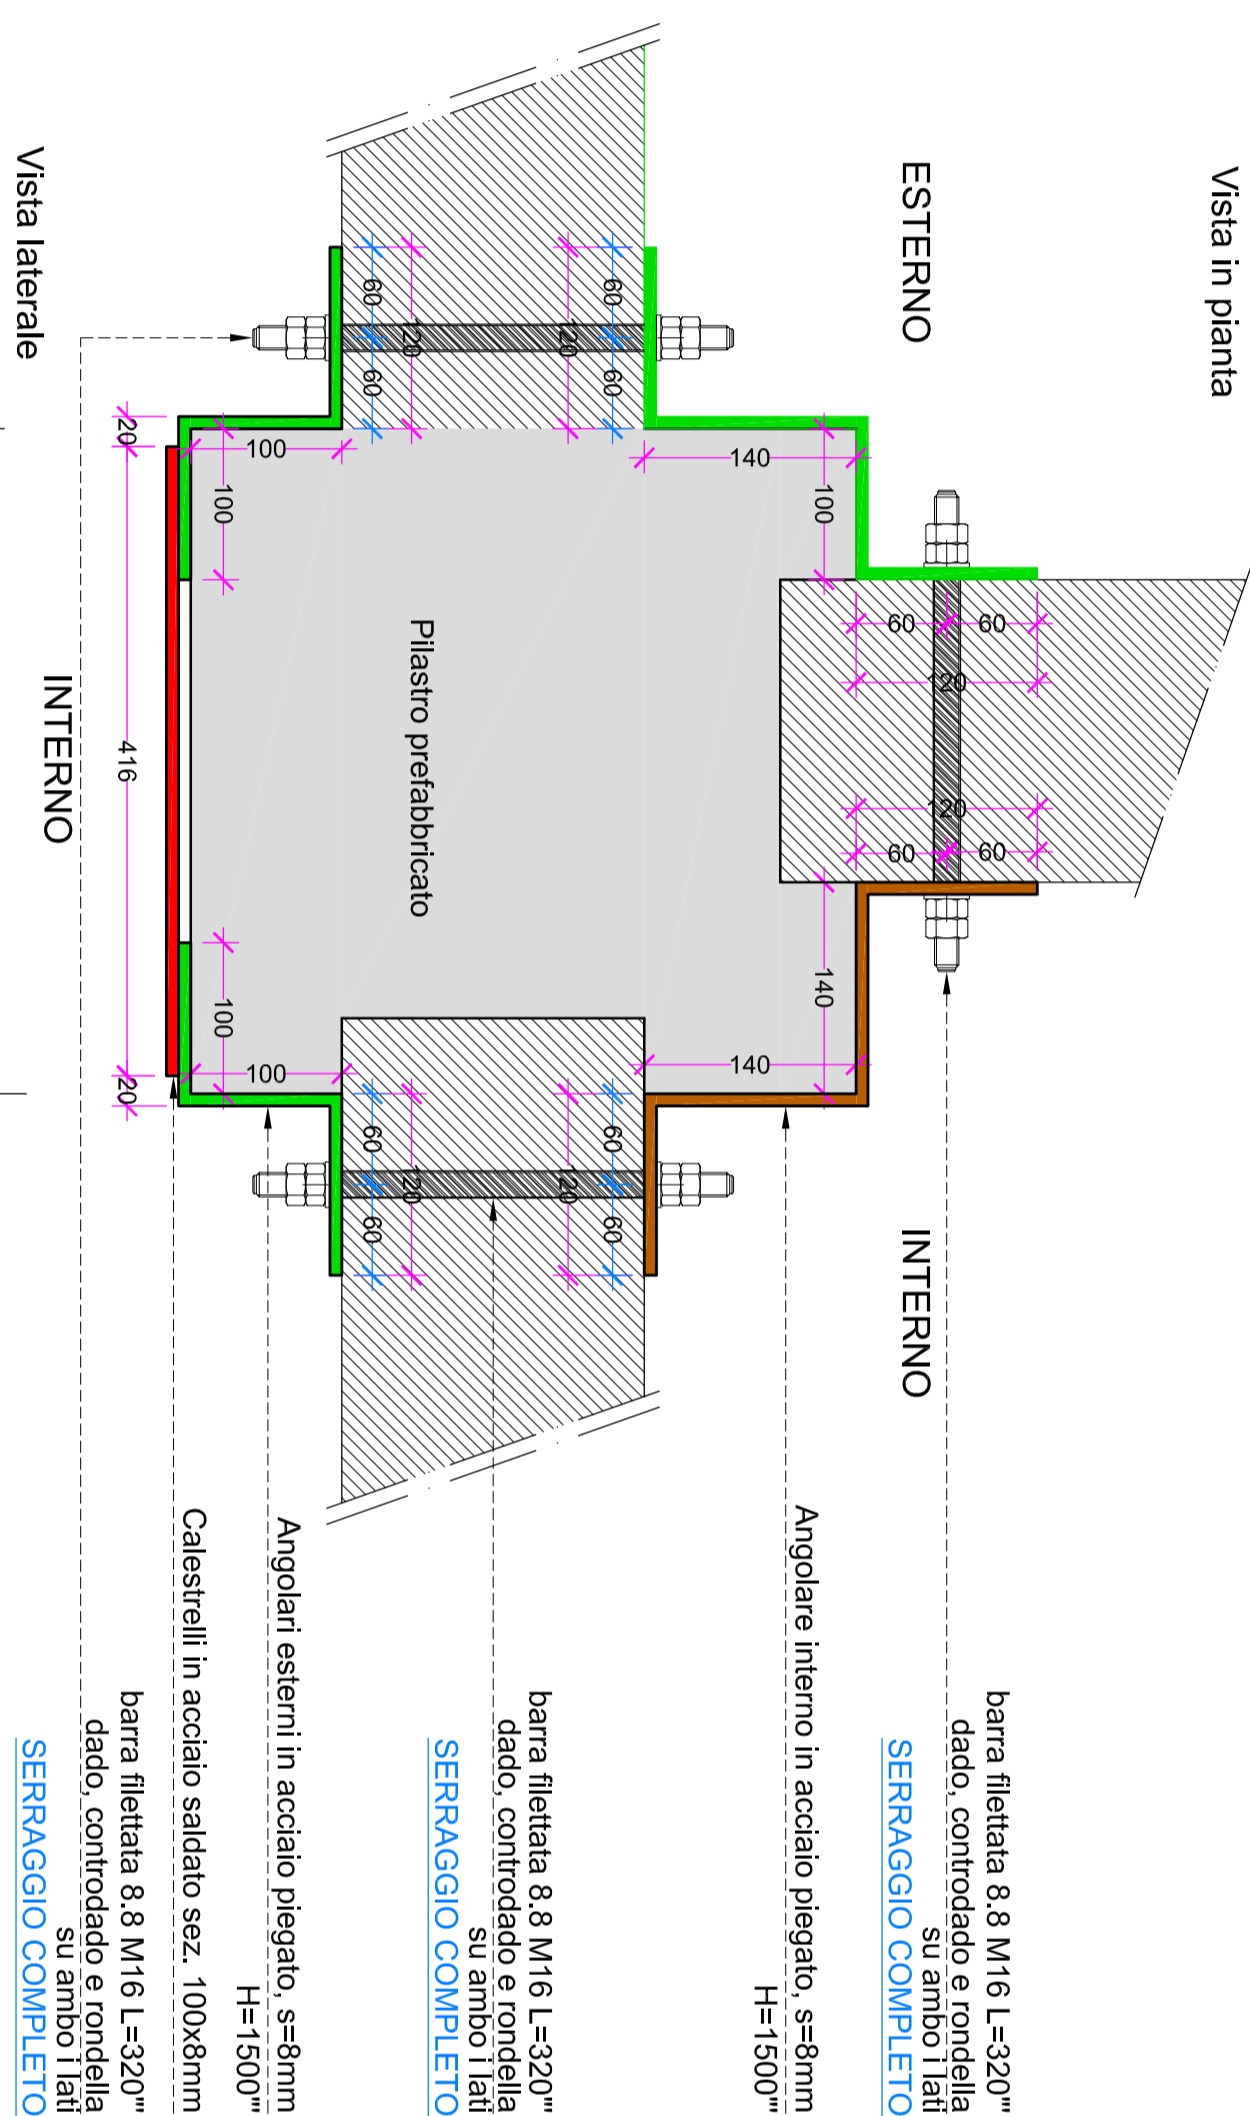 Vista in pianta
ESTERNO
INTERNO
barra filettata 8.8 M16 L=320'''
dado, controdado e rondella
su ambo i lati
SERRAGGIO COMPLETO
60
60
120
120
60
60
Angolare interno in acciaio piegato, s=8mm
H=1500'''
140
100
140
140
60
60
120
120
60
60
Pilastro prefabbricato
60
60
120
120
60
60
barra filettata 8.8 M16 L=320'''
dado, controdado e rondella
su ambo i lati
SERRAGGIO COMPLETO
100
100
100
100
Angolari esterni in acciaio piegato, s=8mm
H=1500'''
Calestrelli in acciaio saldato sez. 100x8mm
20
416
20
barra filettata 8.8 M16 L=320'''
dado, controdado e rondella
su ambo i lati
SERRAGGIO COMPLETO
INTERNO
Vista laterale